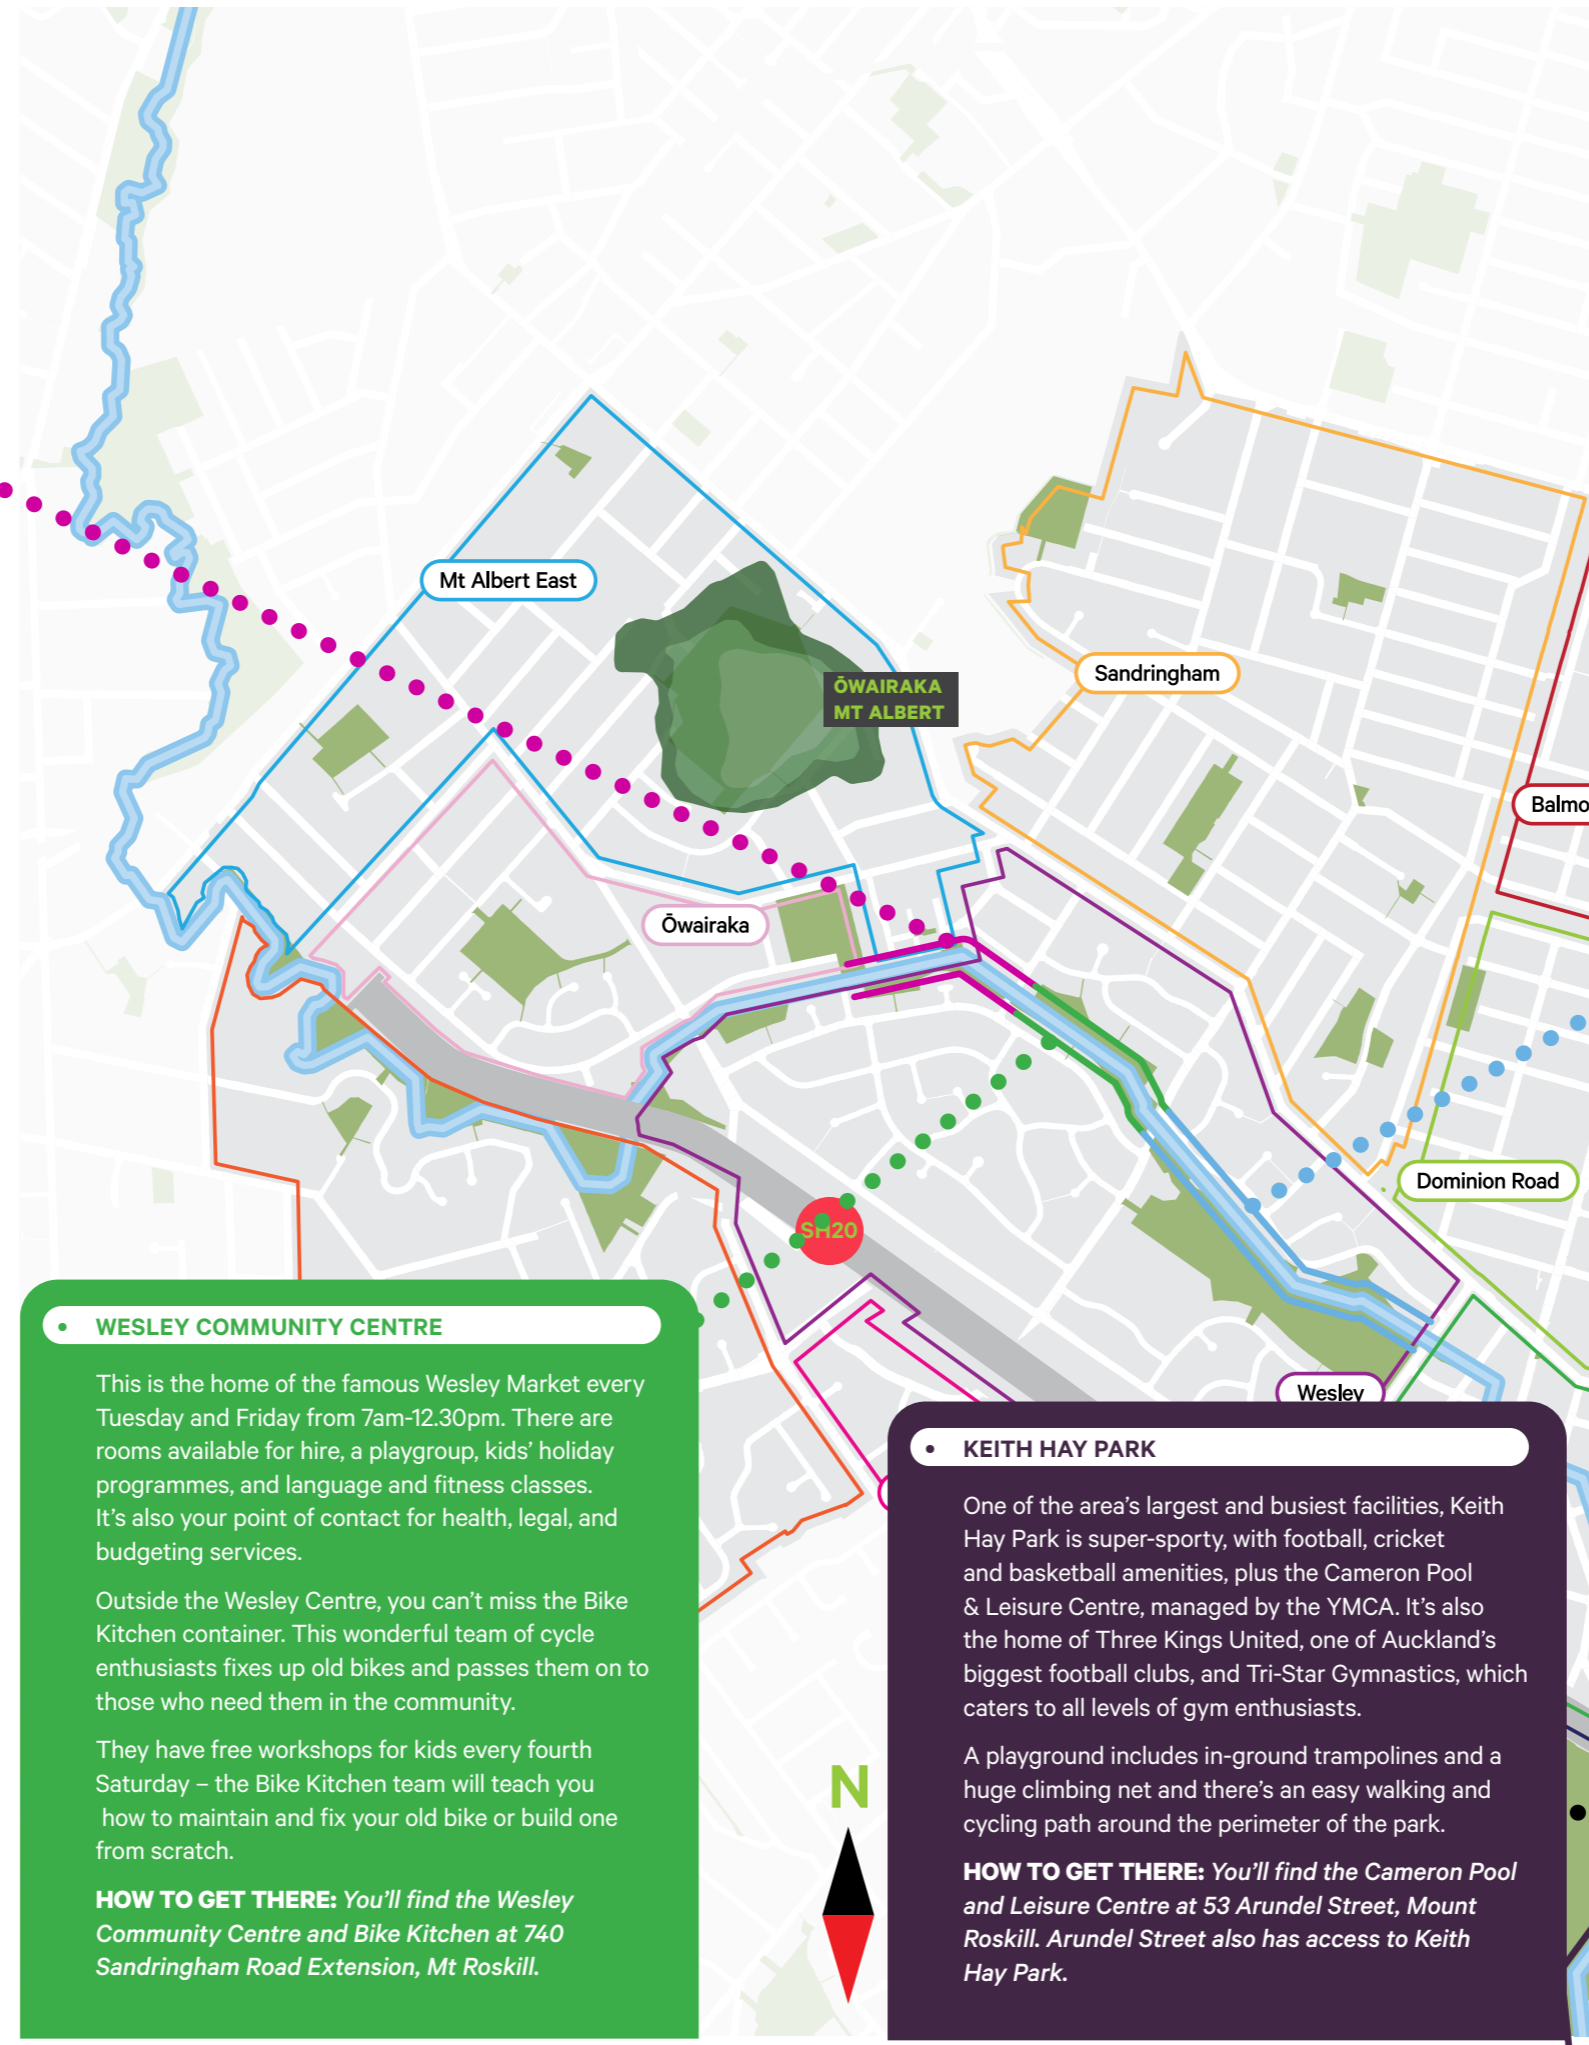 Mt Albert East
ŌWAIRAKA
MT ALBERT
Sandringham
Balmo
Ōwairaka
Dominion Road
SH20
Wesley
• WESLEY COMMUNITY CENTRE
This is the home of the famous Wesley Market every
Tuesday and Friday from 7am-12.30pm. There are
rooms available for hire, a playgroup, kids’ holiday
programmes, and language and fitness classes.
It’s also your point of contact for health, legal, and
budgeting services.
Outside the Wesley Centre, you can’t miss the Bike
Kitchen container. This wonderful team of cycle
enthusiasts fixes up old bikes and passes them on to
those who need them in the community.
They have free workshops for kids every fourth
Saturday – the Bike Kitchen team will teach you
how to maintain and fix your old bike or build one
from scratch.
HOW TO GET THERE: You’ll find the Wesley
Community Centre and Bike Kitchen at 740
Sandringham Road Extension, Mt Roskill.
N
• KEITH HAY PARK
One of the area’s largest and busiest facilities, Keith
Hay Park is super-sporty, with football, cricket
and basketball amenities, plus the Cameron Pool
& Leisure Centre, managed by the YMCA. It’s also
the home of Three Kings United, one of Auckland’s
biggest football clubs, and Tri-Star Gymnastics, which
caters to all levels of gym enthusiasts.
A playground includes in-ground trampolines and a
huge climbing net and there’s an easy walking and
cycling path around the perimeter of the park.
HOW TO GET THERE: You’ll find the Cameron Pool
and Leisure Centre at 53 Arundel Street, Mount
Roskill. Arundel Street also has access to Keith
Hay Park.